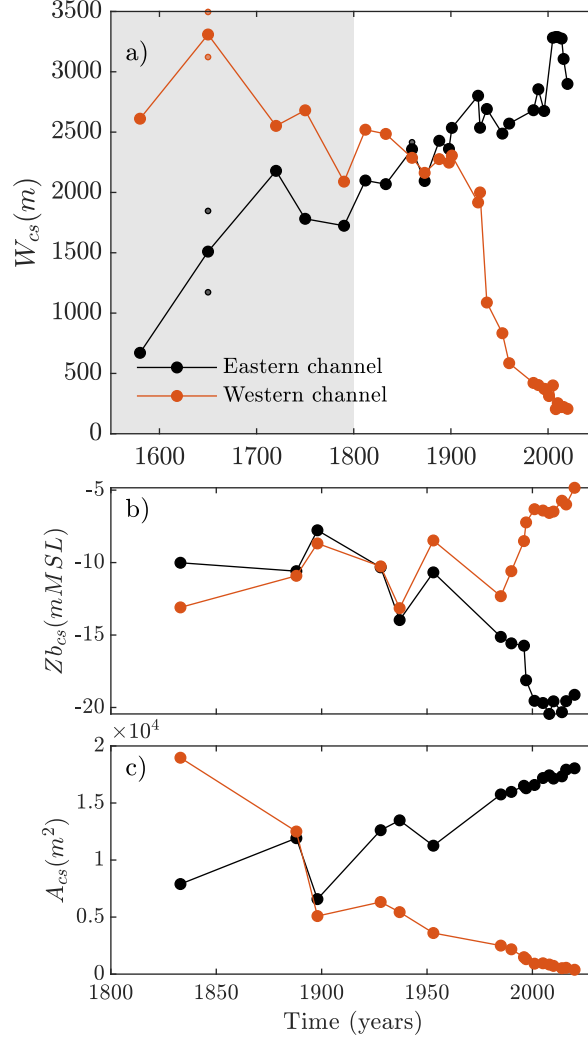 3500
a)
3000
2500
2000
W_cs(m)
1500
1000
500
0
Eastern channel
Western channel
1600 1700 1800 1900 2000
-5
b)
-10
-15
-20
Zb_cs(mMSL)
×10^4
2
c)
1.5
1
0.5
0
A_cs(m^2)
1800 1850 1900 1950 2000
Time (years)